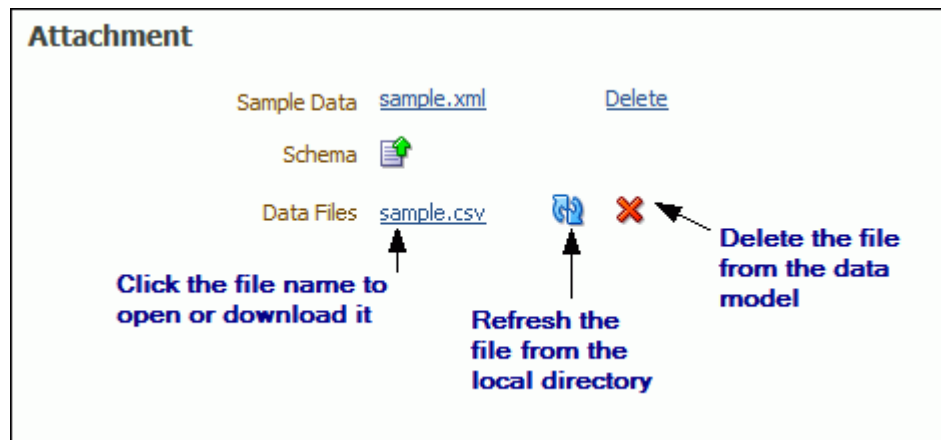 Attachment
Sample Data sample.xml Delete
Schema
Data Files sample.csv
Click the file name to
open or download it
Refresh the
file from the
local directory
Delete the file
from the data
model